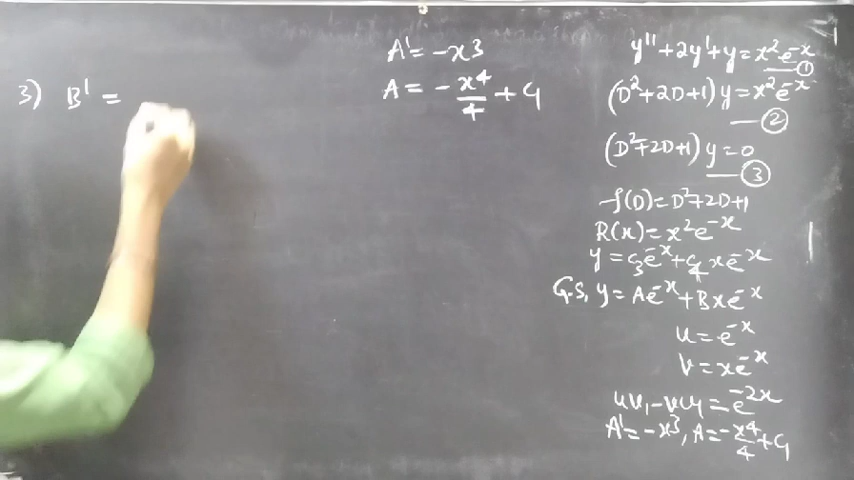 3) B' =
A' = -x3
A = -x⁴/4 + C₁
y'' + 2y' + y = x²e⁻ˣ
①
(D²+2D+1) y = x²e⁻ˣ
— ②
(D²+2D+1) y = 0
— ③
f(D) = D²+2D+1
R(x) = x²e⁻ˣ
y = C₃e⁻ˣ + C₄xe⁻ˣ
G.S, y = Ae⁻ˣ + Bxe⁻ˣ
u = e⁻ˣ
v = xe⁻ˣ
uv₁ - vu₁ = e⁻²ˣ
A' = -x³, A = -x⁴/4 + C₁